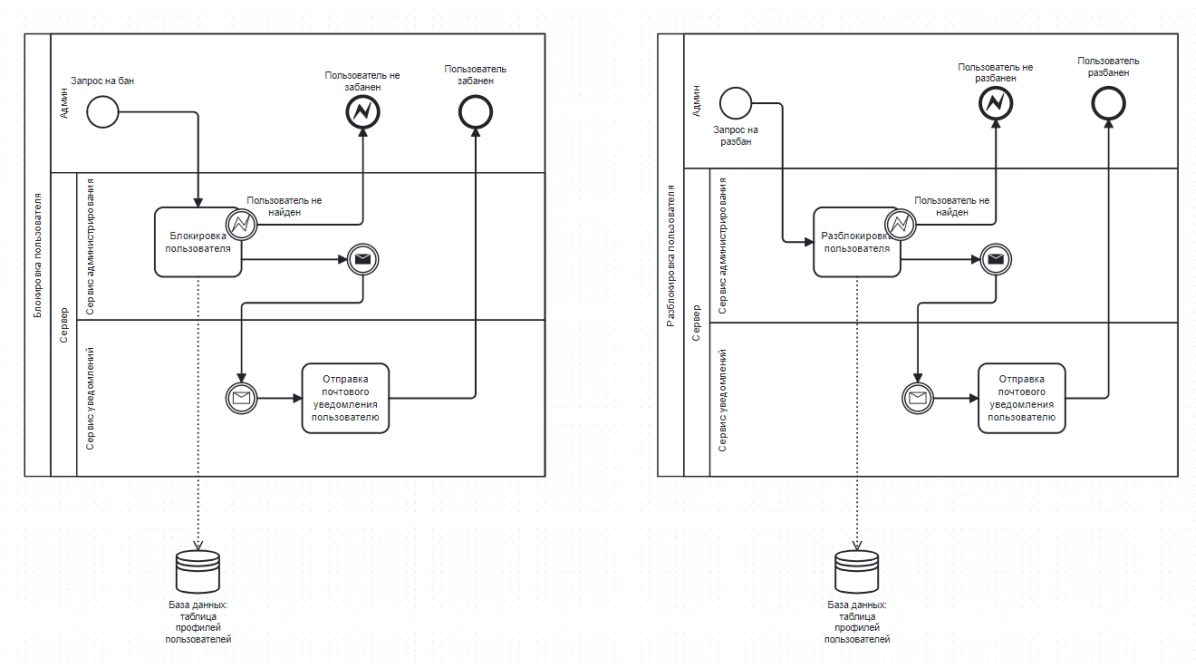 Блокировка пользователя
Админ
Запрос на бан
Пользователь не
забанен
Пользователь
забанен
Сервер
Сервис администрирования
Блокировка
пользователя
Пользователь не
найден
Сервис уведомлений
Отправка
почтового
уведомления
пользователю
База данных:
таблица
профилей
пользователей
Разблокировка пользователя
Админ
Запрос на
разбан
Пользователь не
разбанен
Пользователь
разбанен
Сервер
Сервис администрирования
Разблокировка
пользователя
Пользователь не
найден
Сервис уведомлений
Отправка
почтового
уведомления
пользователю
База данных:
таблица
профилей
пользователей